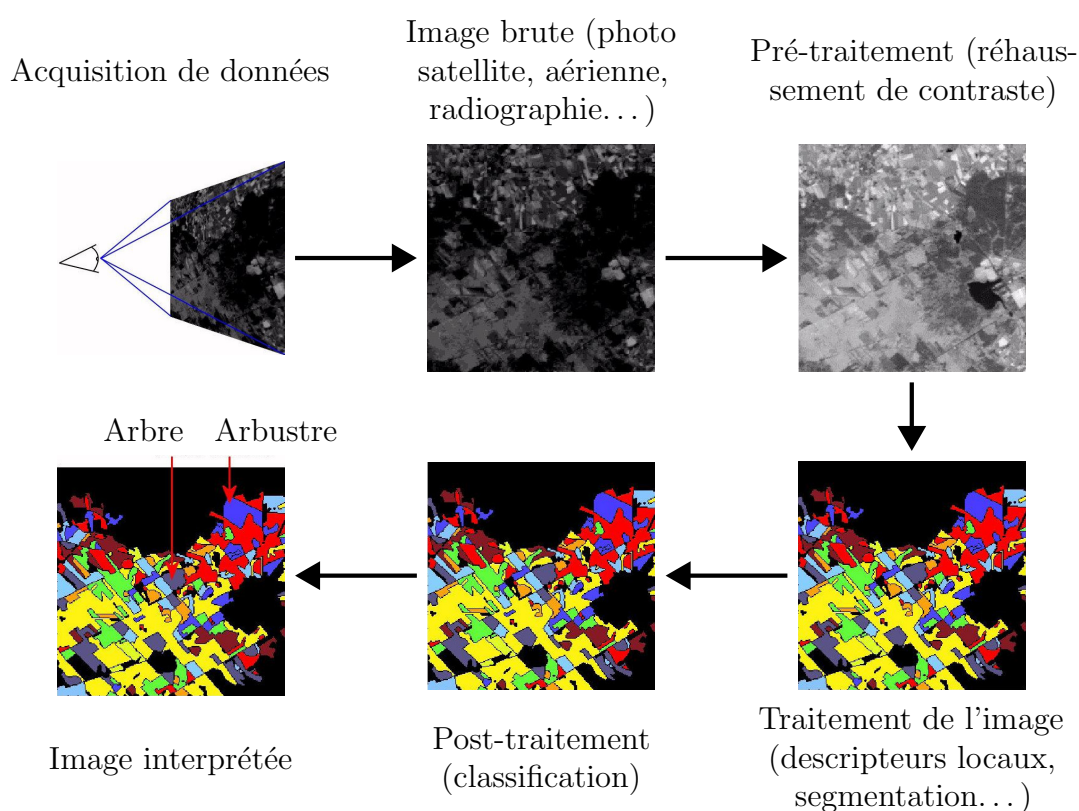 Acquisition de données
Image brute (photo
satellite, aérienne,
radiographie...)
Pré-traitement (réhaus-
sement de contraste)
Arbre
Arbustre
Image interprétée
Post-traitement
(classification)
Traitement de l'image
(descripteurs locaux,
segmentation...)